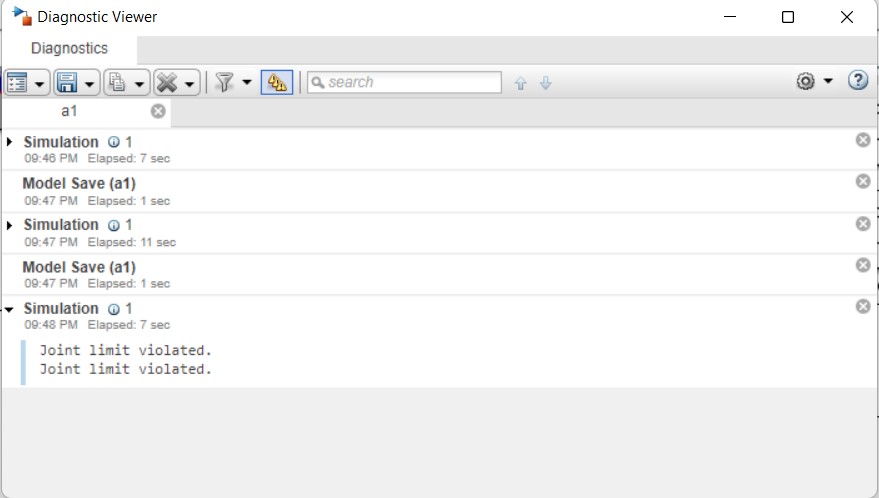 Diagnostic Viewer
Diagnostics
search
a1
Simulation 1
09:46 PM Elapsed: 7 sec
Model Save (a1)
09:47 PM Elapsed: 1 sec
Simulation 1
09:47 PM Elapsed: 11 sec
Model Save (a1)
09:47 PM Elapsed: 1 sec
Simulation 1
09:48 PM Elapsed: 7 sec
Joint limit violated.
Joint limit violated.